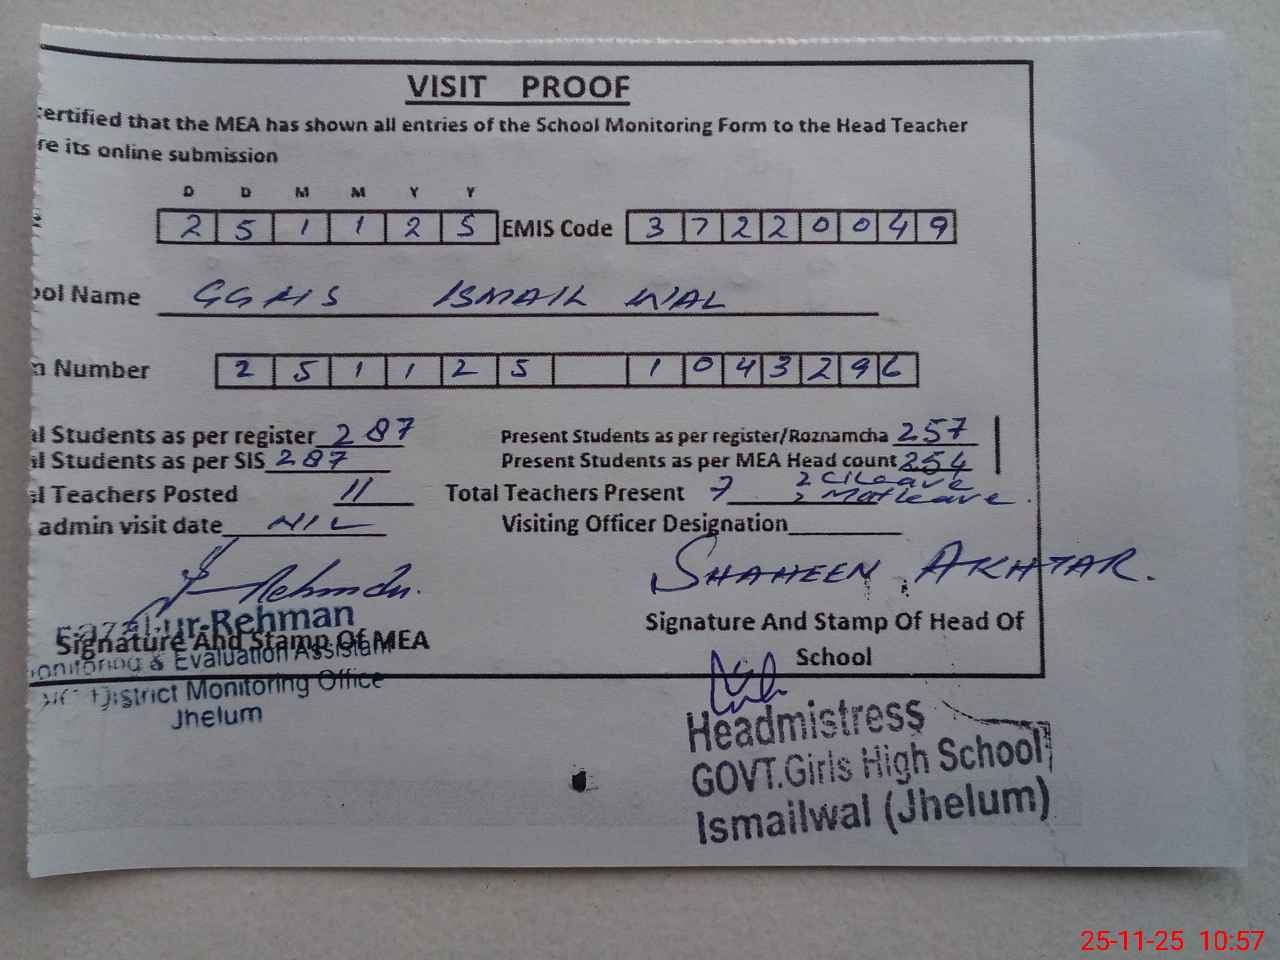 VISIT PROOF
ertified that the MEA has shown all entries of the School Monitoring Form to the Head Teacher
re its online submission
D D M M Y Y
2 5 1 1 2 5 EMIS Code 3 7 2 2 0 0 4 9
ool Name GGHS ISMAIL WAL
Number 2 5 1 1 2 5 1 0 4 3 2 9 6
al Students as per register 287 Present Students as per register/Roznamcha 257
al Students as per SIS 287 Present Students as per MEA Head count 254
al Teachers Posted 11 Total Teachers Present 7 2 C/Leave
2 Mat leave
admin visit date NIL Visiting Officer Designation
Rehman SHAHEEN AKHTAR.
ur-Rehman
Signature And Stamp Of MEA
Signature And Stamp Of Head Of
School
onitoring & Evaluation Assistant
District Monitoring Office
Jhelum
Headmistress
GOVT.Girls High School
Ismailwal (Jhelum)
25-11-25 10:57